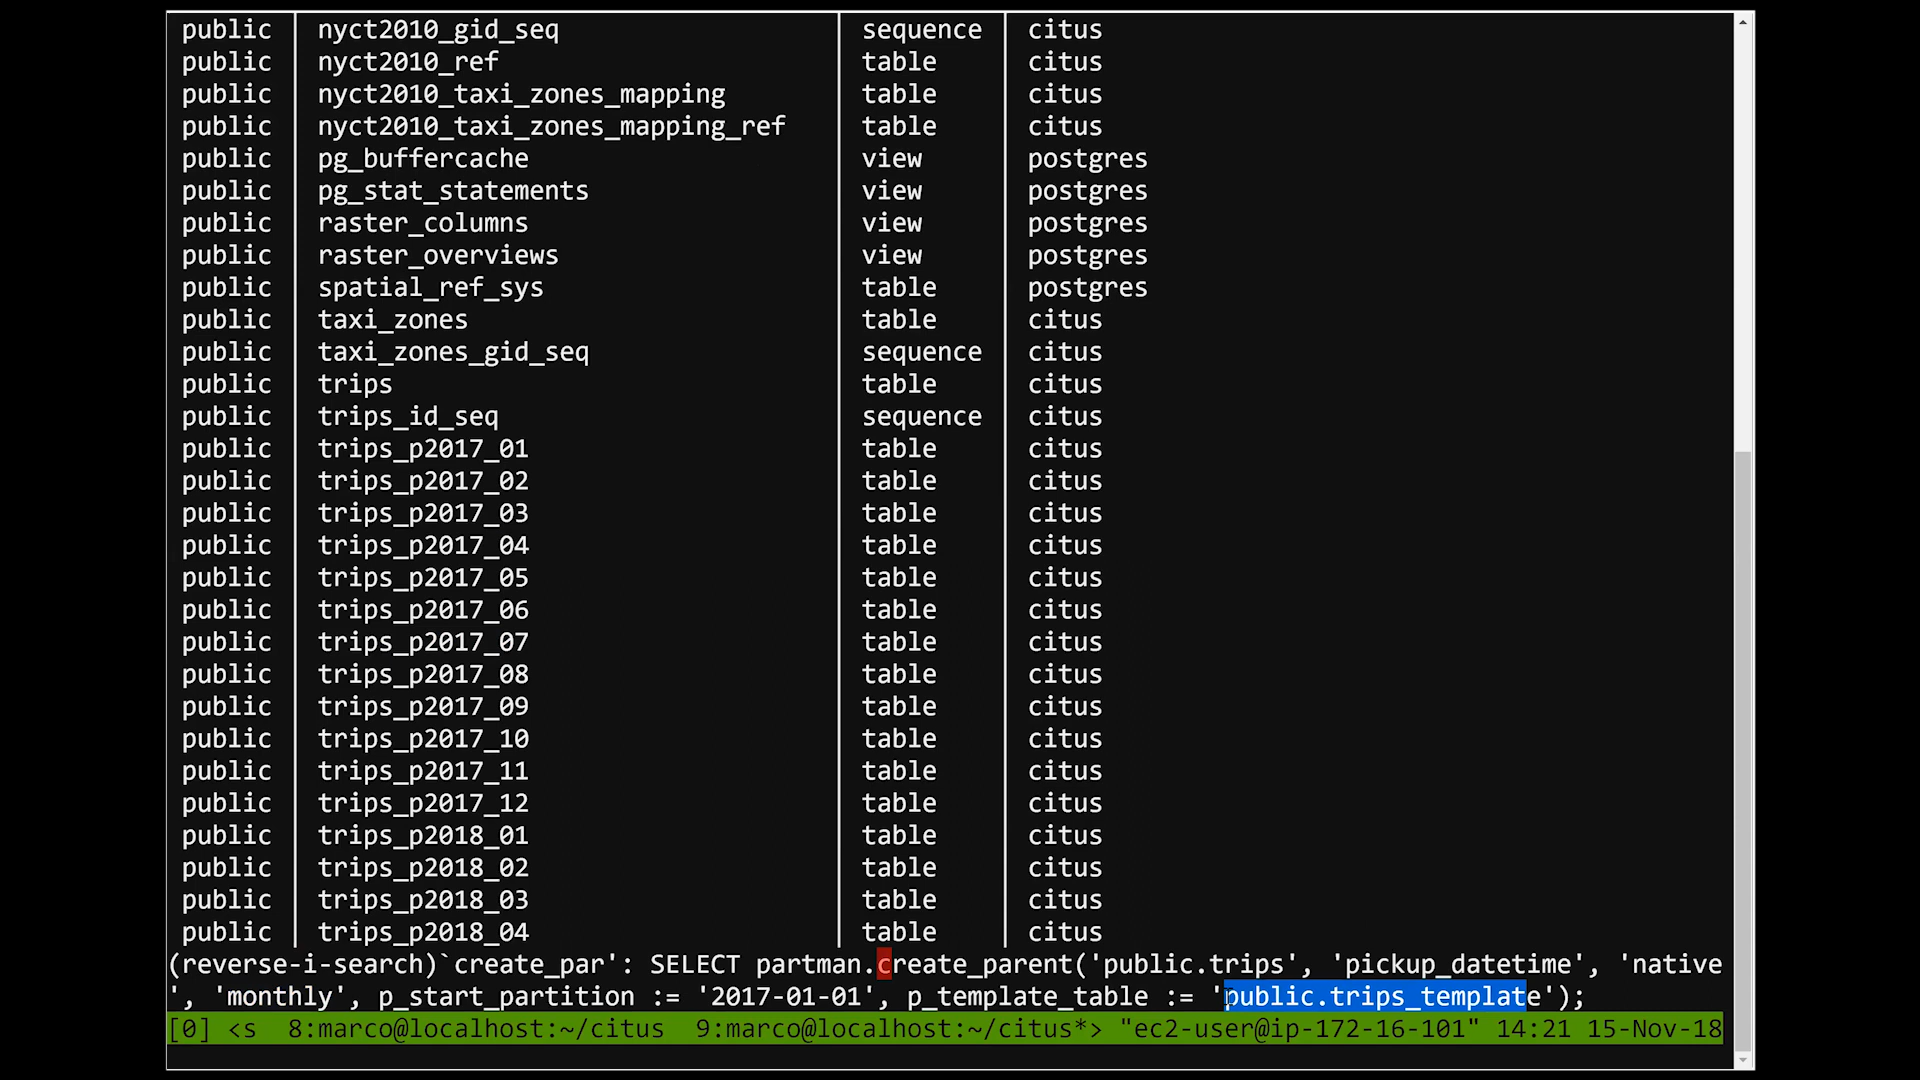 public | nyct2010_gid_seq | sequence | citus
public | nyct2010_ref | table | citus
public | nyct2010_taxi_zones_mapping | table | citus
public | nyct2010_taxi_zones_mapping_ref | table | citus
public | pg_buffercache | view | postgres
public | pg_stat_statements | view | postgres
public | raster_columns | view | postgres
public | raster_overviews | view | postgres
public | spatial_ref_sys | table | postgres
public | taxi_zones | table | citus
public | taxi_zones_gid_seq | sequence | citus
public | trips | table | citus
public | trips_id_seq | sequence | citus
public | trips_p2017_01 | table | citus
public | trips_p2017_02 | table | citus
public | trips_p2017_03 | table | citus
public | trips_p2017_04 | table | citus
public | trips_p2017_05 | table | citus
public | trips_p2017_06 | table | citus
public | trips_p2017_07 | table | citus
public | trips_p2017_08 | table | citus
public | trips_p2017_09 | table | citus
public | trips_p2017_10 | table | citus
public | trips_p2017_11 | table | citus
public | trips_p2017_12 | table | citus
public | trips_p2018_01 | table | citus
public | trips_p2018_02 | table | citus
public | trips_p2018_03 | table | citus
public | trips_p2018_04 | table | citus
(reverse-i-search)`create_par': SELECT partman.create_parent('public.trips', 'pickup_datetime', 'native
', 'monthly', p_start_partition := '2017-01-01', p_template_table := 'public.trips_template');
[0] <s  8:marco@localhost:~/citus  9:marco@localhost:~/citus*> "ec2-user@ip-172-16-101" 14:21 15-Nov-18